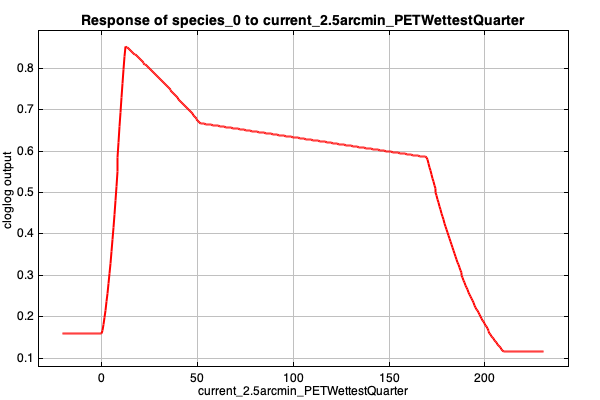 Response of species_0 to current_2.5arcmin_PETWettestQuarter
0.8
0.7
0.6
0.5
0.4
0.3
0.2
0.1
cloglog output
0 50 100 150 200
current_2.5arcmin_PETWettestQuarter